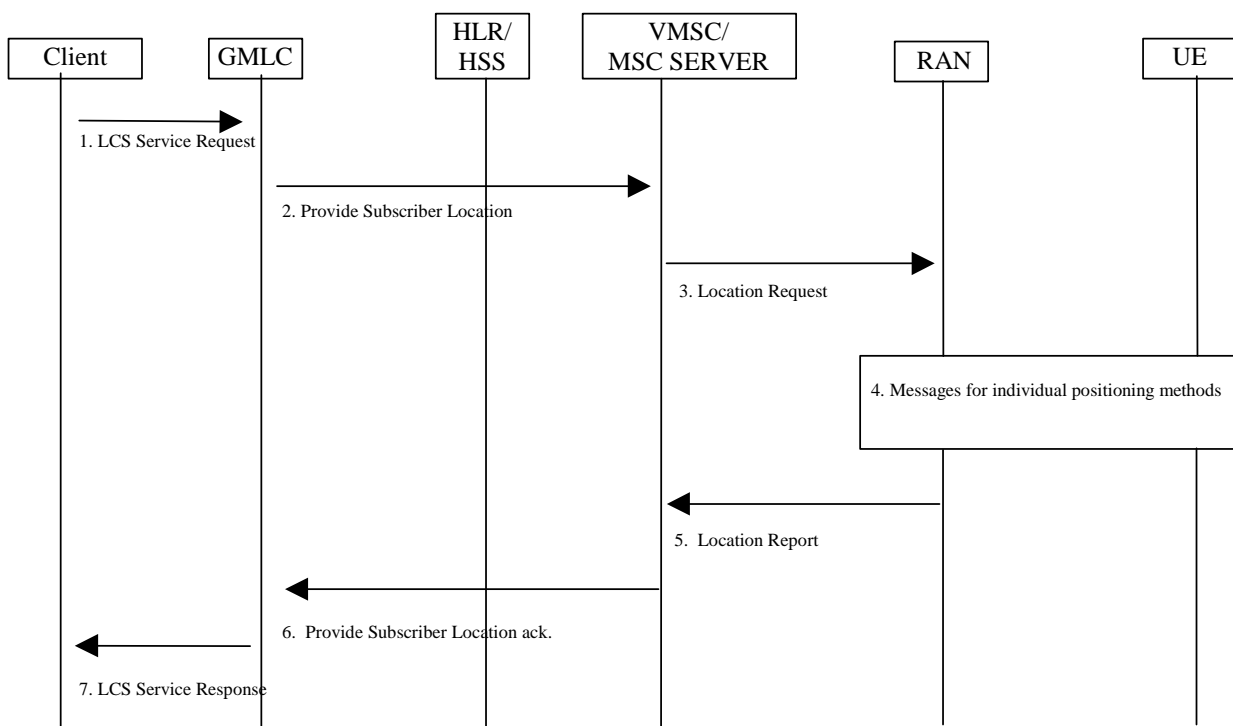 Client
GMLC
HLR/
HSS
VMSC/
MSC SERVER
RAN
UE
1. LCS Service Request
2. Provide Subscriber Location
3. Location Request
4. Messages for individual positioning methods
5. Location Report
6. Provide Subscriber Location ack.
7. LCS Service Response